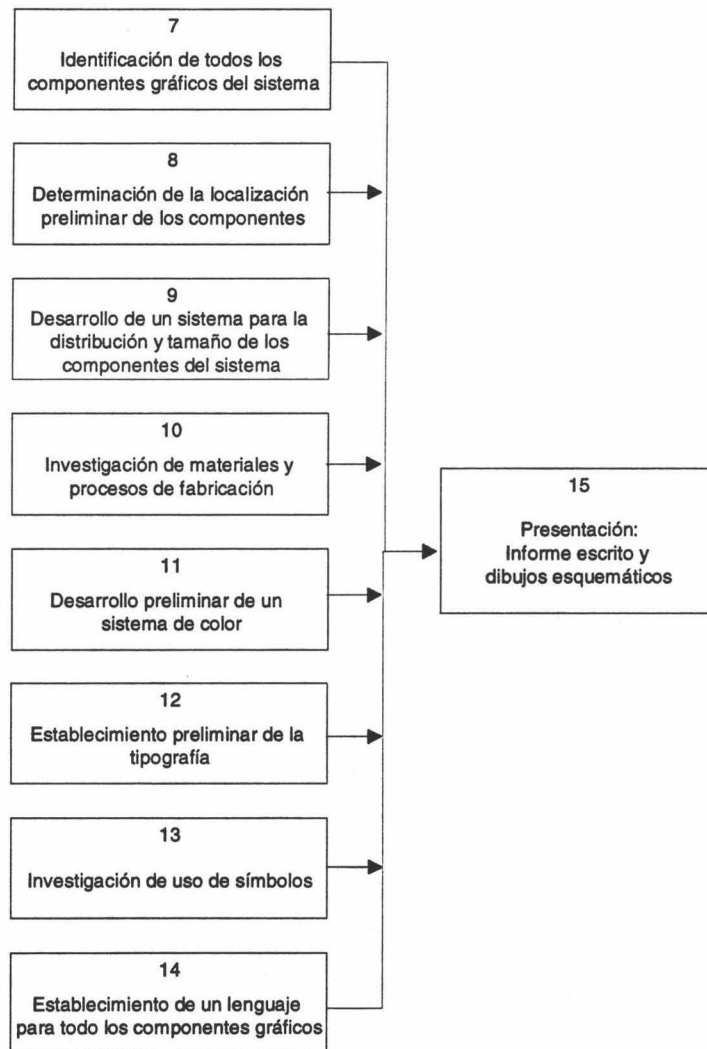 7
Identificación de todos los
componentes gráficos del sistema
8
Determinación de la localización
preliminar de los componentes
9
Desarrollo de un sistema para la
distribución y tamaño de los
componentes del sistema
10
Investigación de materiales y
procesos de fabricación
11
Desarrollo preliminar de un
sistema de color
12
Establecimiento preliminar de la
tipografía
13
Investigación de uso de símbolos
14
Establecimiento de un lenguaje
para todo los componentes gráficos
15
Presentación:
Informe escrito y
dibujos esquemáticos